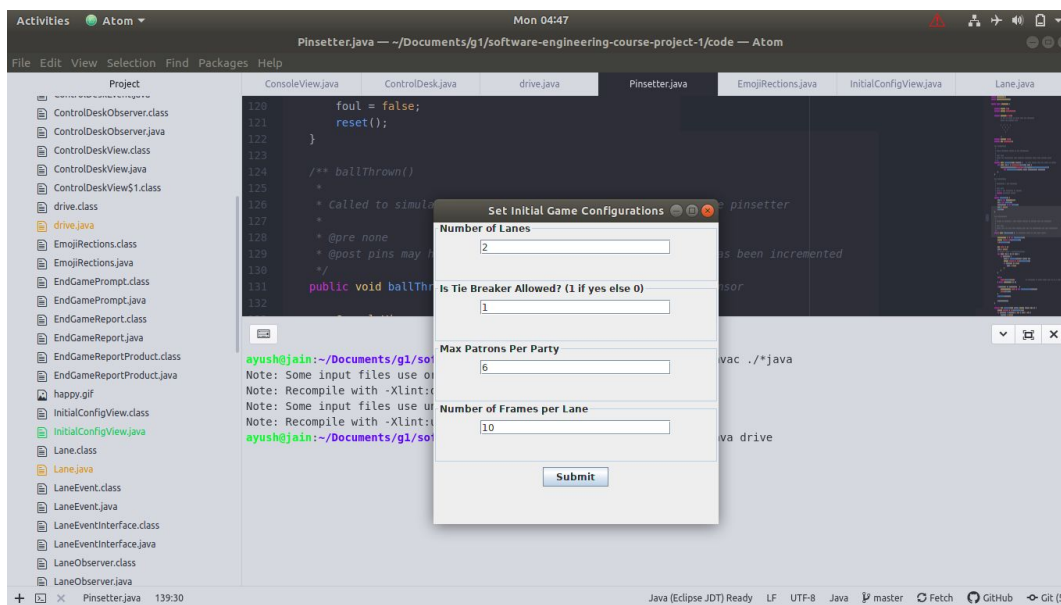 Activities Atom Mon 04:47
Pinsetter.java — ~/Documents/g1/software-engineering-course-project-1/code — Atom
File Edit View Selection Find Packages Help
Project
ControlDeskObserver.class
ControlDeskObserver.java
ControlDeskView.class
ControlDeskView.java
ControlDeskView$1.class
drive.class
drive.java
EmojiRections.class
EmojiRections.java
EndGamePrompt.class
EndGamePrompt.java
EndGameReport.class
EndGameReport.java
EndGameReportProduct.class
EndGameReportProduct.java
happy.gif
InitialConfigView.class
InitialConfigView.java
Lane.class
Lane.java
LaneEvent.class
LaneEvent.java
LaneEventInterface.class
LaneEventInterface.java
LaneObserver.class
LaneObserver.java
ConsoleView.java ControlDesk.java drive.java Pinsetter.java EmojiRections.java InitialConfigView.java Lane.java
120 foul = false;
121 reset();
122 }
123
124 /** ballThrown()
125 *
126 * Called to simula e pinsetter
127 *
128 * @pre none
129 * @post pins may h as been incremented
130 */
131 public void ballThr nsor
132
ayush@jain:~/Documents/g1/sof vac ./*java
Note: Some input files use o
Note: Recompile with -Xlint:
Note: Some input files use u
Note: Recompile with -Xlint:
ayush@jain:~/Documents/g1/sof va drive
Set Initial Game Configurations
Number of Lanes
2
Is Tie Breaker Allowed? (1 if yes else 0)
1
Max Patrons Per Party
6
Number of Frames per Lane
10
Submit
Pinsetter.java 139:30 Java (Eclipse JDT) Ready LF UTF-8 Java master Fetch GitHub Git (